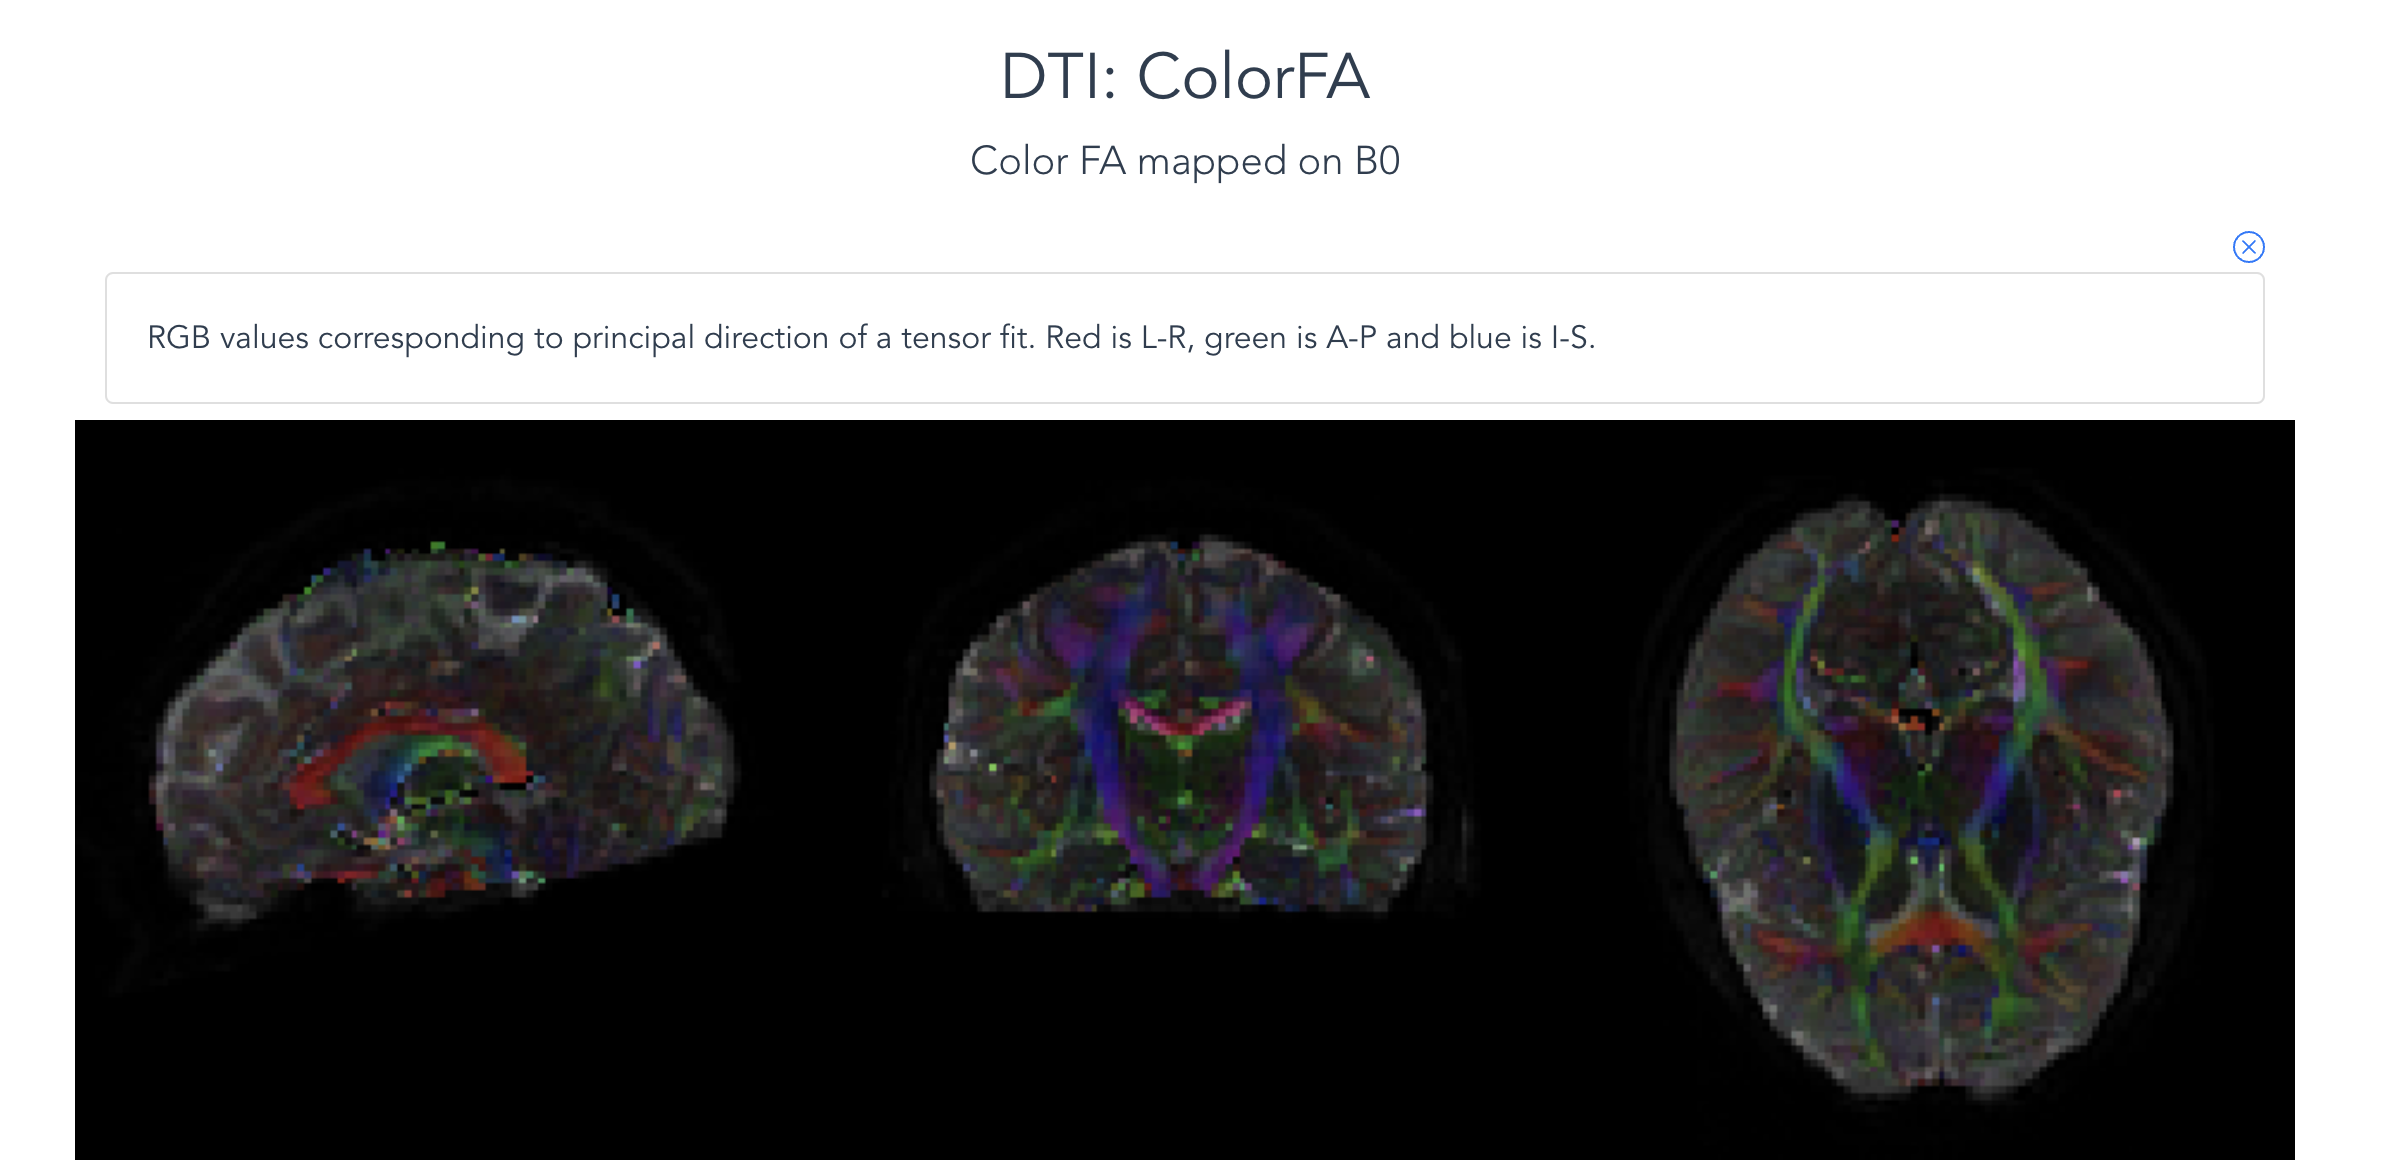 DTI: ColorFA
Color FA mapped on B0
RGB values corresponding to principal direction of a tensor fit. Red is L-R, green is A-P and blue is I-S.